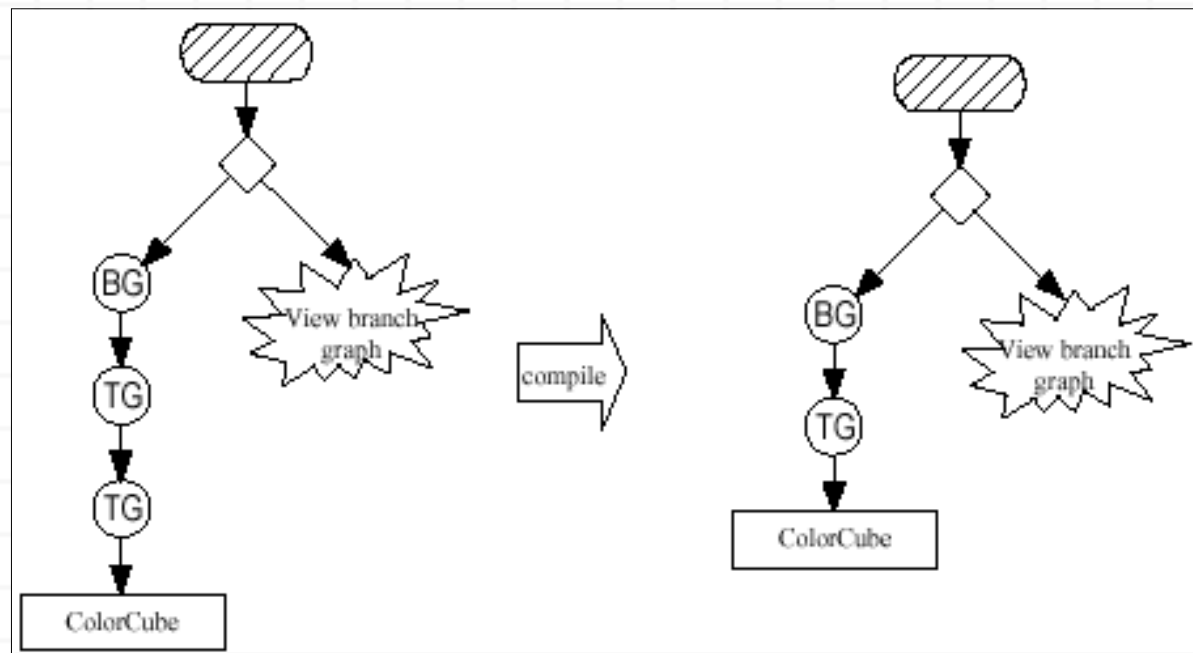 BG
View branch
graph
TG
TG
ColorCube
compile
BG
View branch
graph
TG
ColorCube